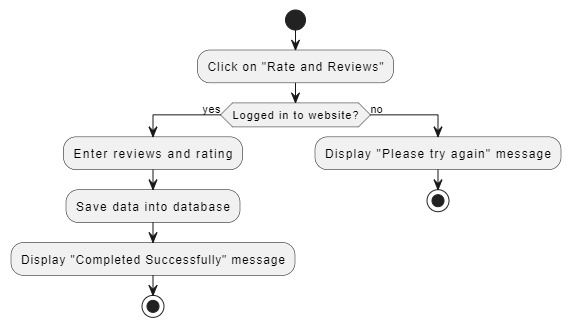 Click on "Rate and Reviews"
Logged in to website?
yes
no
Enter reviews and rating
Display "Please try again" message
Save data into database
Display "Completed Successfully" message